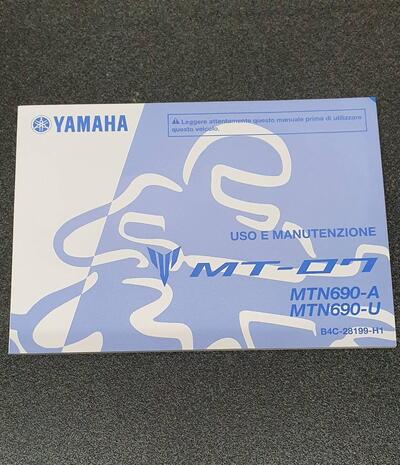 YAMAHA
Leggere attentamente questo manuale prima di utilizzare
questo veicolo.
USO E MANUTENZIONE
MT-07
MTN690-A
MTN690-U
B4C-28199-H1